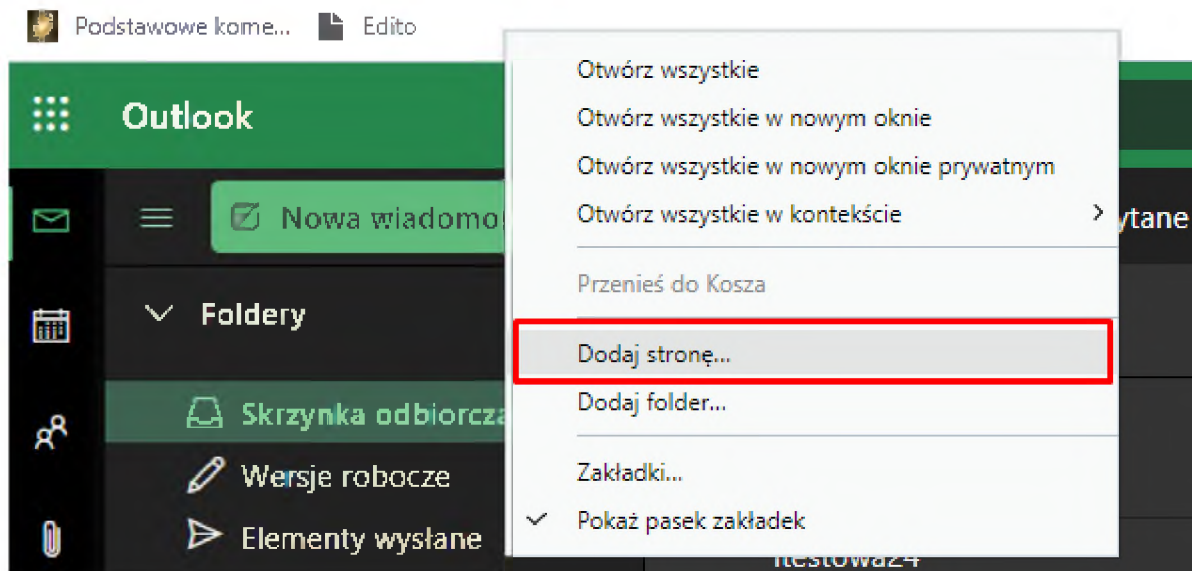 Podstawowe kome... Edito
Outlook
Nowa wiadomo
Foldery
Skrzynka odbiorcza
Wersje robocze
Elementy wysłane
Otwórz wszystkie
Otwórz wszystkie w nowym oknie
Otwórz wszystkie w nowym oknie prywatnym
Otwórz wszystkie w kontekście
Przenieś do Kosza
Dodaj stronę...
Dodaj folder...
Zakładki...
Pokaż pasek zakładek
ytane